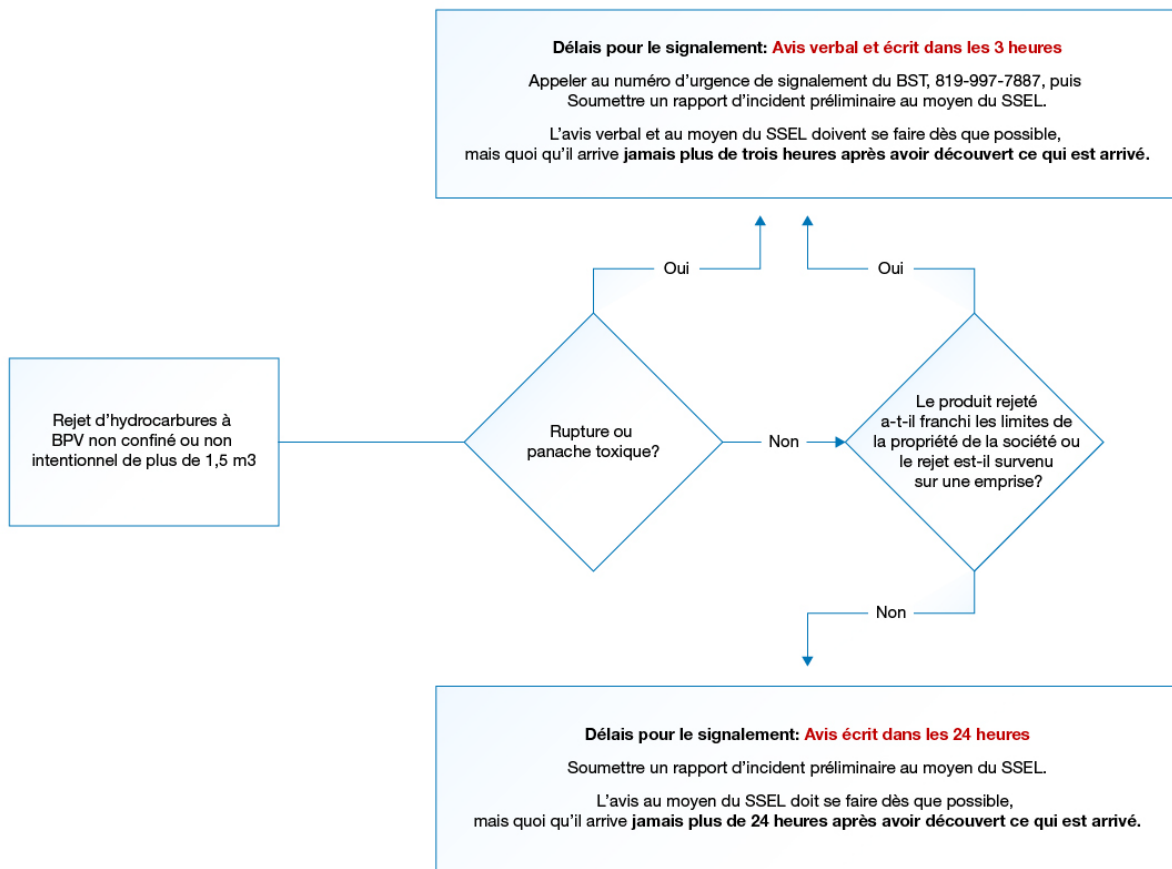 Délais pour le signalement: Avis verbal et écrit dans les 3 heures
Appeler au numéro d'urgence de signalement du BST, 819-997-7887, puis
Soumettre un rapport d'incident préliminaire au moyen du SSEL.
L'avis verbal et au moyen du SSEL doivent se faire dès que possible,
mais quoi qu'il arrive jamais plus de trois heures après avoir découvert ce qui est arrivé.
Oui
Oui
Rejet d'hydrocarbures à
BPV non confiné ou non
intentionnel de plus de 1,5 m3
Rupture ou
panache toxique?
Non
Le produit rejeté
a-t-il franchi les limites de
la propriété de la société ou
le rejet est-il survenu
sur une emprise?
Non
Délais pour le signalement: Avis écrit dans les 24 heures
Soumettre un rapport d'incident préliminaire au moyen du SSEL.
L'avis au moyen du SSEL doit se faire dès que possible,
mais quoi qu'il arrive jamais plus de 24 heures après avoir découvert ce qui est arrivé.